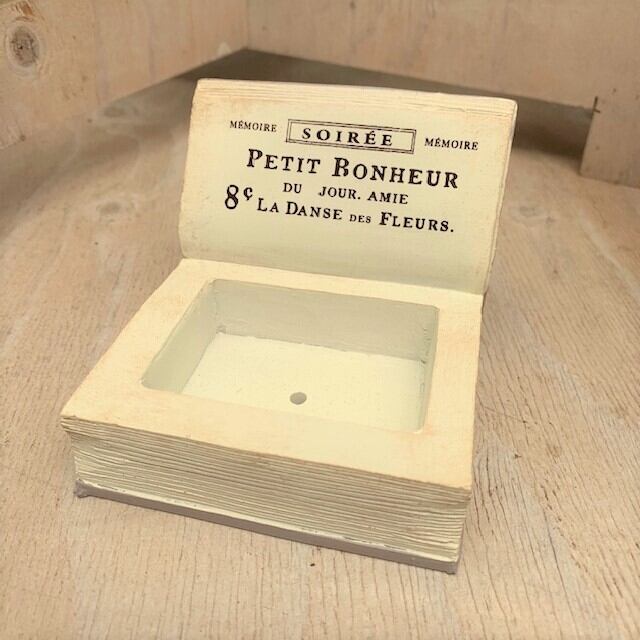 MÉMOIRE SOIRÉE MÉMOIRE
PETIT BONHEUR
DU JOUR. AMIE
8¢ LA DANSE DES FLEURS.